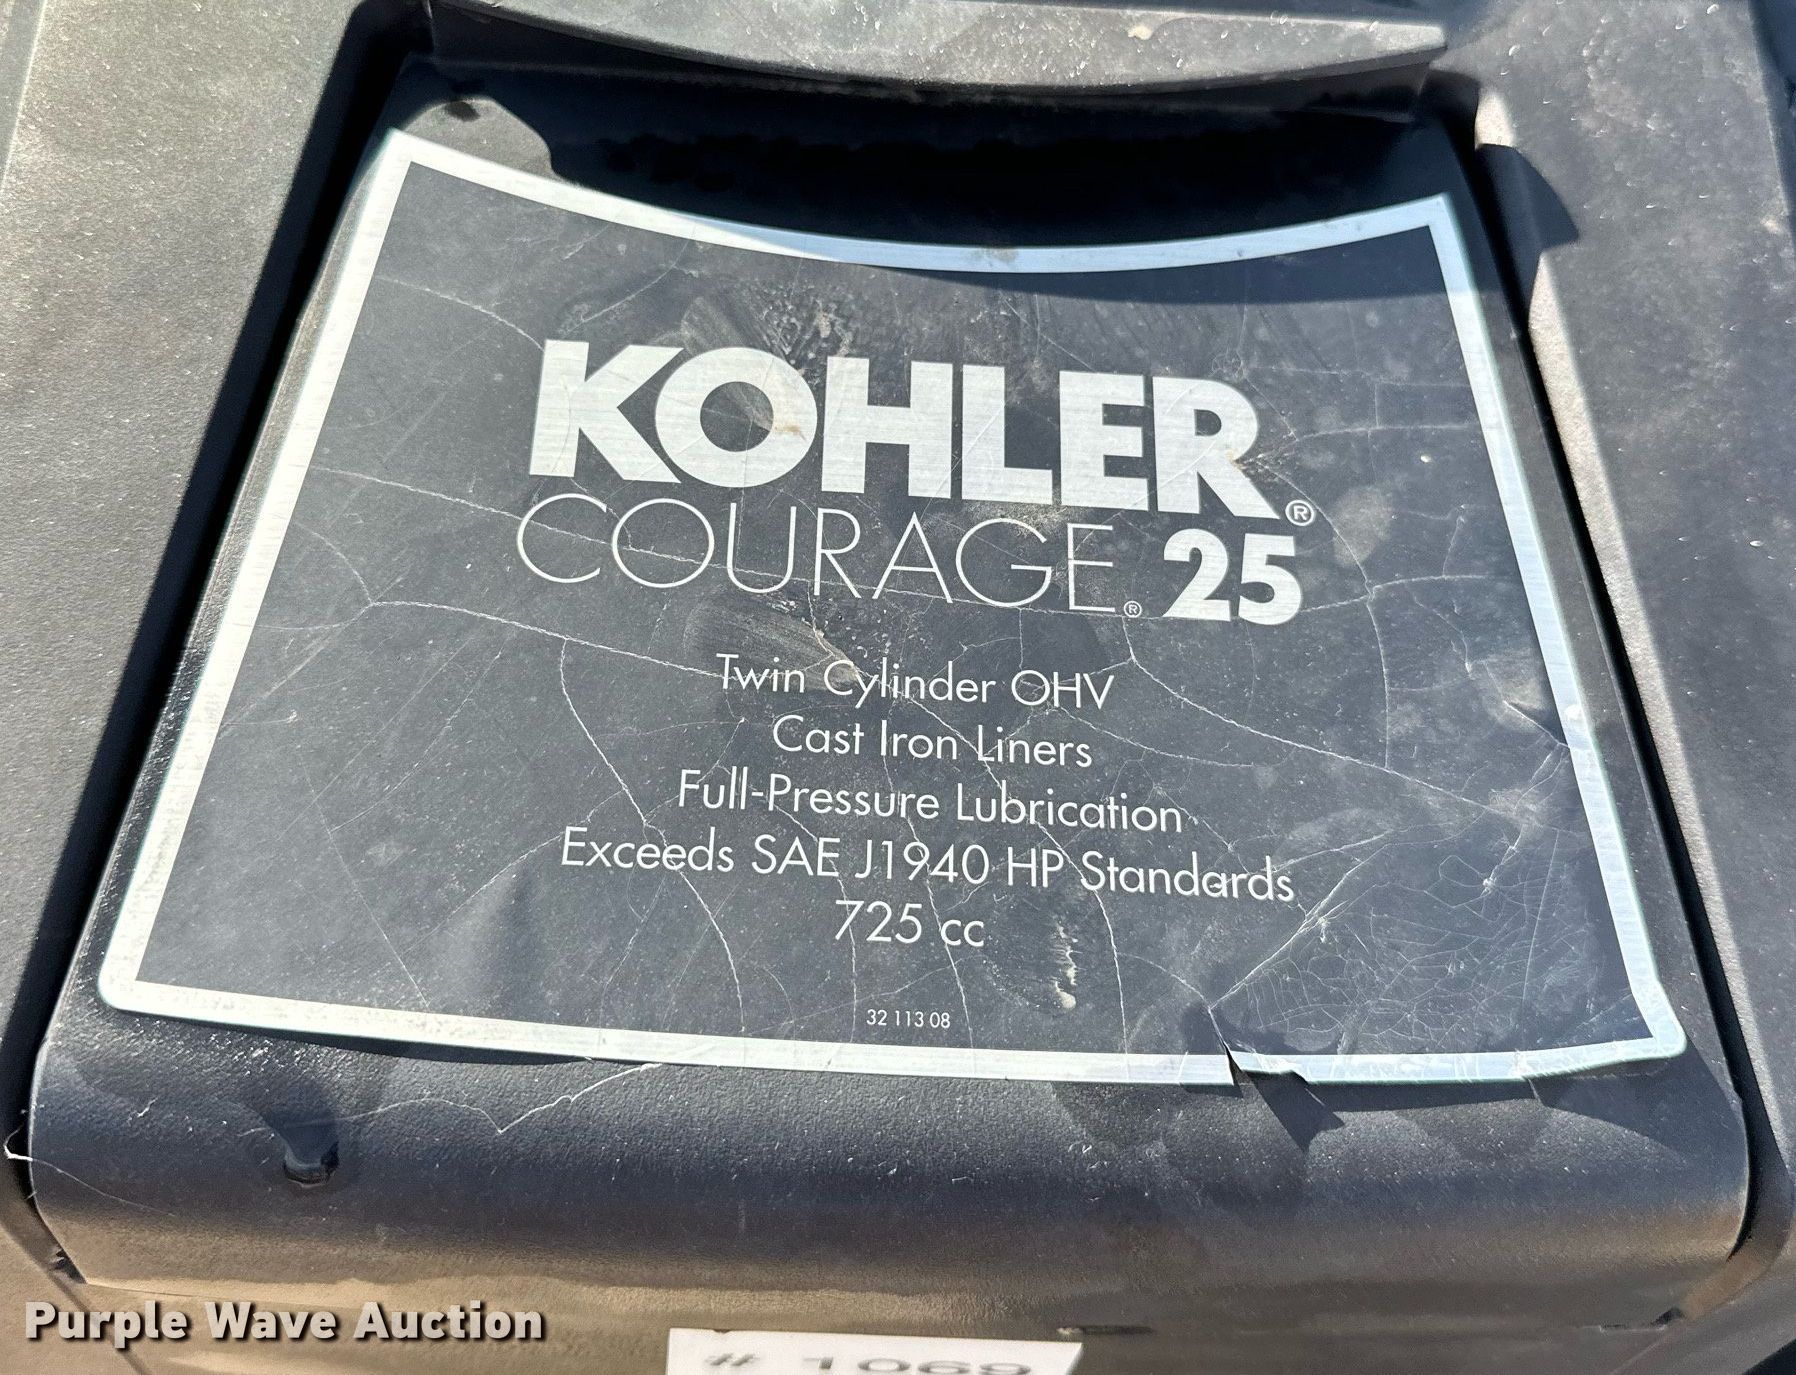 KOHLER®
COURAGE® 25
Twin Cylinder OHV
Cast Iron Liners
Full-Pressure Lubrication
Exceeds SAE J1940 HP Standards
725 cc
32 113 08
Purple Wave Auction
# 1069